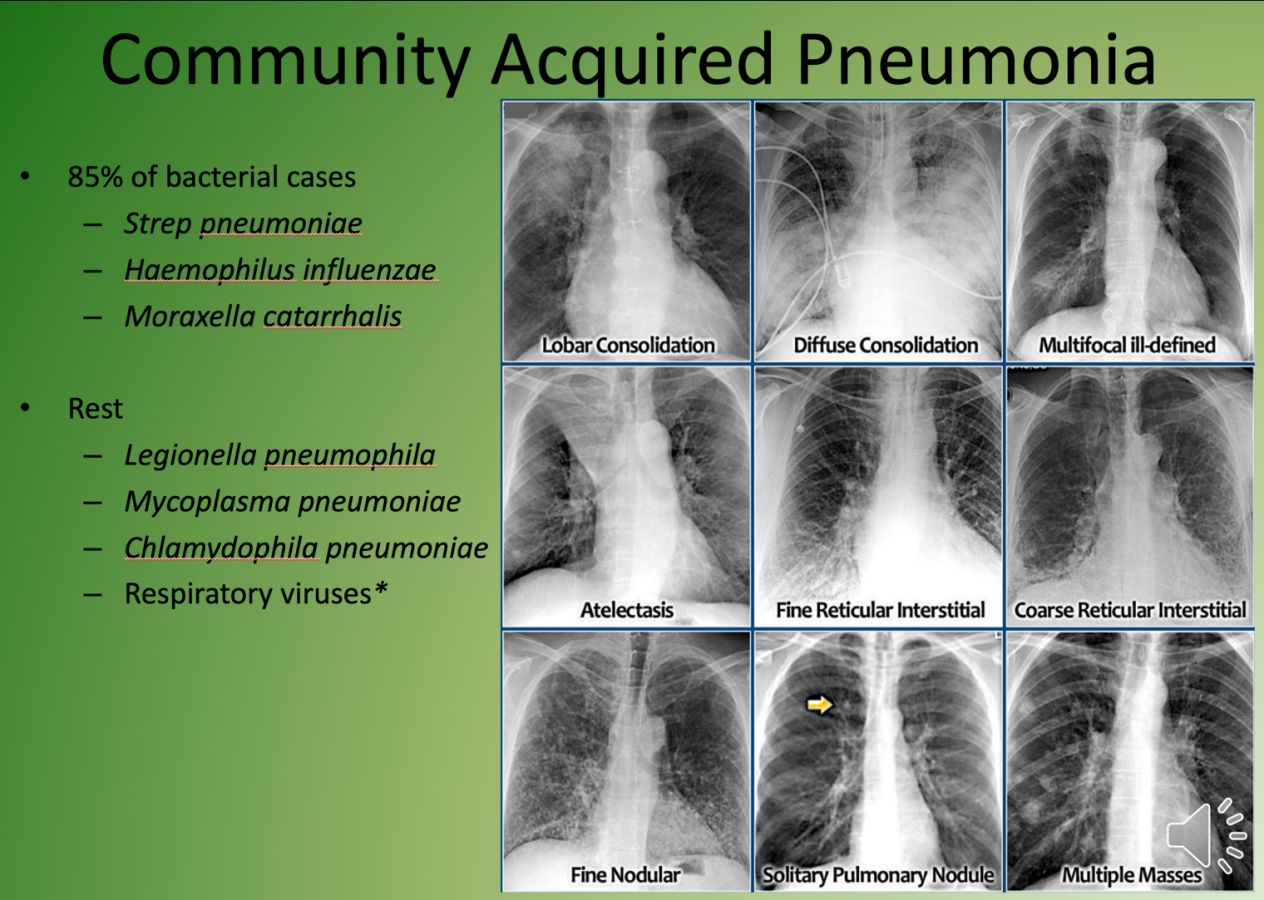 Community Acquired Pneumonia
• 85% of bacterial cases
– Strep pneumoniae
– Haemophilus influenzae
– Moraxella catarrhalis
• Rest
– Legionella pneumophila
– Mycoplasma pneumoniae
– Chlamydophila pneumoniae
– Respiratory viruses*
Lobar Consolidation
Diffuse Consolidation
Multifocal ill-defined
Atelectasis
Fine Reticular Interstitial
Coarse Reticular Interstitial
Fine Nodular
Solitary Pulmonary Nodule
Multiple Masses